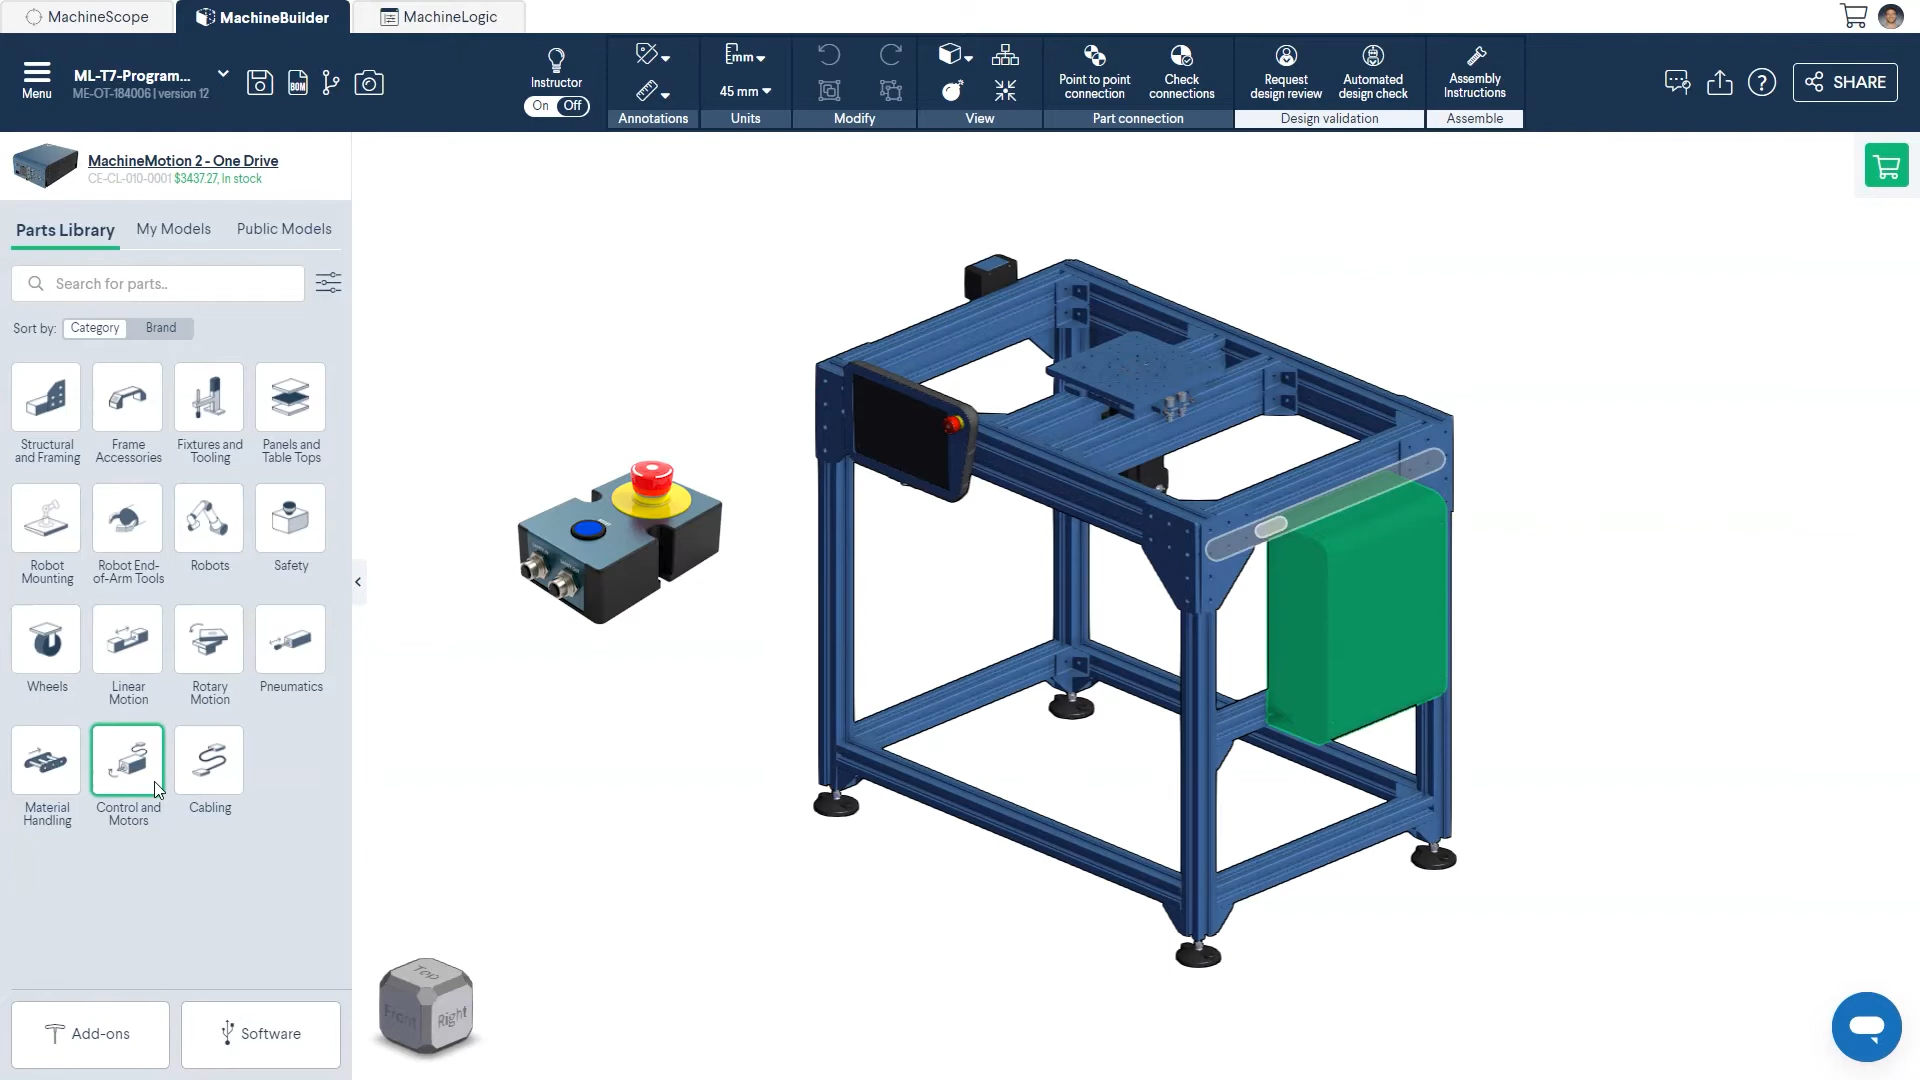 MachineScope
MachineBuilder
MachineLogic
Menu
ML-T7-Program...
ME-OT-184006 | version 12
BOM
Instructor
On Off
Annotations
mm
45 mm
Units
Modify
View
Point to point
connection
Check
connections
Part connection
Request
design review
Automated
design check
Design validation
Assembly
Instructions
Assemble
SHARE
MachineMotion 2 - One Drive
CE-CL-010-0001 $3437.27, In stock
Parts Library
My Models
Public Models
Search for parts..
Sort by:
Category
Brand
Structural
and Framing
Frame
Accessories
Fixtures and
Tooling
Panels and
Table Tops
Robot
Mounting
Robot End-
of-Arm Tools
Robots
Safety
Wheels
Linear
Motion
Rotary
Motion
Pneumatics
Material
Handling
Control and
Motors
Cabling
Add-ons
Software
Top
Front
Right